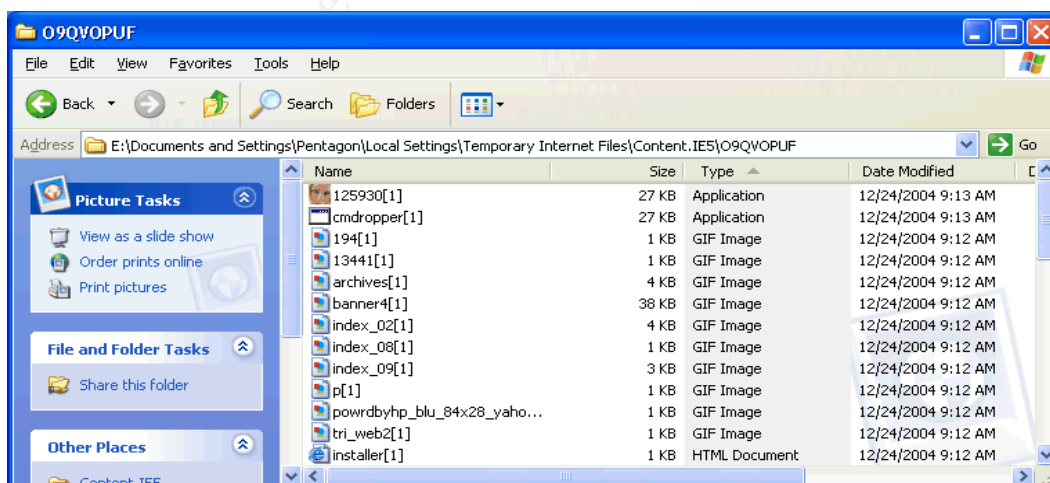 O9QVOPUF
File Edit View Favorites Tools Help
Back Search Folders
Address E:\Documents and Settings\Pentagon\Local Settings\Temporary Internet Files\Content.IE5\O9QVOPUF Go
Picture Tasks
View as a slide show
Order prints online
Print pictures
File and Folder Tasks
Share this folder
Other Places
Name Size Type Date Modified
125930[1] 27 KB Application 12/24/2004 9:13 AM
cmdropper[1] 27 KB Application 12/24/2004 9:13 AM
194[1] 1 KB GIF Image 12/24/2004 9:12 AM
13441[1] 1 KB GIF Image 12/24/2004 9:12 AM
archives[1] 4 KB GIF Image 12/24/2004 9:12 AM
banner4[1] 38 KB GIF Image 12/24/2004 9:12 AM
index_02[1] 4 KB GIF Image 12/24/2004 9:12 AM
index_08[1] 1 KB GIF Image 12/24/2004 9:12 AM
index_09[1] 3 KB GIF Image 12/24/2004 9:12 AM
p[1] 1 KB GIF Image 12/24/2004 9:12 AM
powrdbyhp_blu_84x28_yaho... 1 KB GIF Image 12/24/2004 9:12 AM
tri_web2[1] 1 KB GIF Image 12/24/2004 9:12 AM
installer[1] 1 KB HTML Document 12/24/2004 9:12 AM